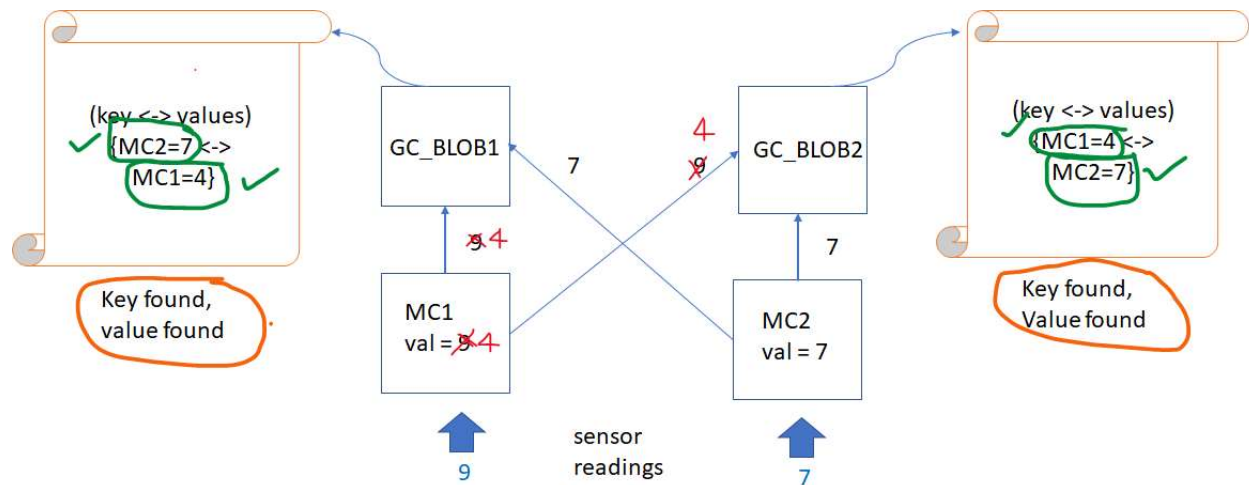 (key <-> values)
{MC2=7 <->
MC1=4}
Key found,
value found
GC_BLOB1
9 4
MC1
val = 9 4
9
7
sensor
readings
4
9
GC_BLOB2
7
MC2
val = 7
7
(key <-> values)
{MC1=4 <->
MC2=7}
Key found,
Value found